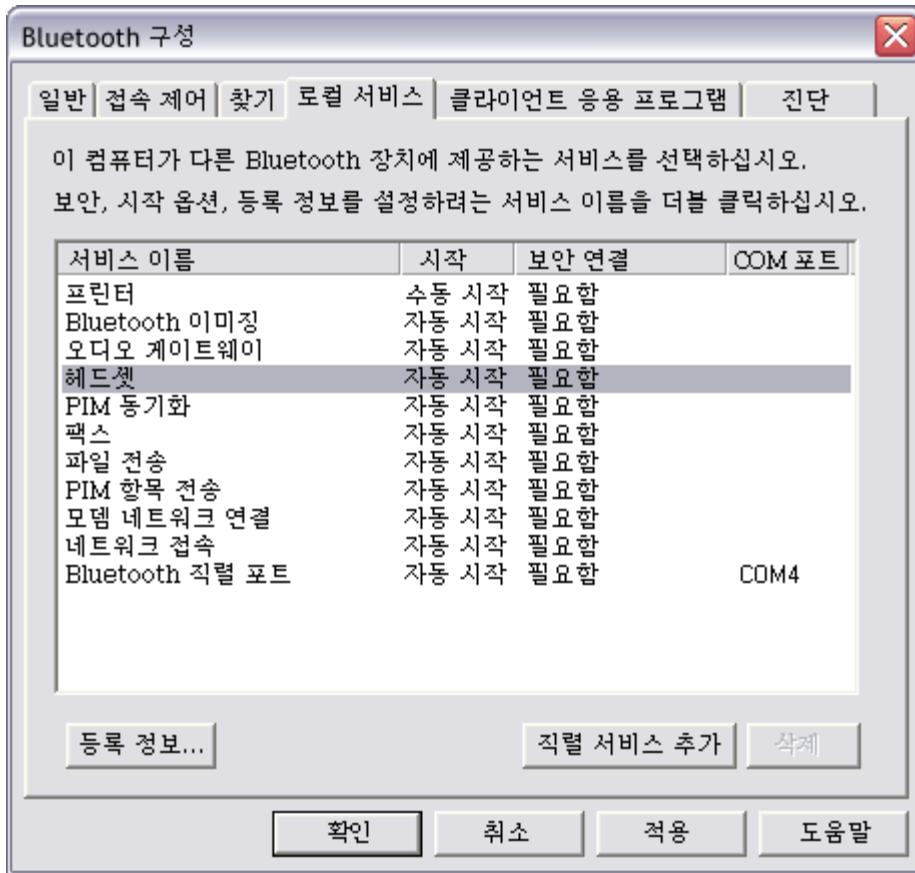 Bluetooth 구성
일반 접속 제어 찾기 로컬 서비스 클라이언트 응용 프로그램 진단
이 컴퓨터가 다른 Bluetooth 장치에 제공하는 서비스를 선택하십시오.
보안, 시작 옵션, 등록 정보를 설정하려는 서비스 이름을 더블 클릭하십시오.
서비스 이름 시작 보안 연결 COM 포트
프린터 수동 시작 필요함
Bluetooth 이미징 자동 시작 필요함
오디오 게이트웨이 자동 시작 필요함
헤드셋 자동 시작 필요함
PIM 동기화 자동 시작 필요함
팩스 자동 시작 필요함
파일 전송 자동 시작 필요함
PIM 항목 전송 자동 시작 필요함
모뎀 네트워크 연결 자동 시작 필요함
네트워크 접속 자동 시작 필요함
Bluetooth 직렬 포트 자동 시작 필요함 COM4
등록 정보... 직렬 서비스 추가 삭제
확인 취소 적용 도움말